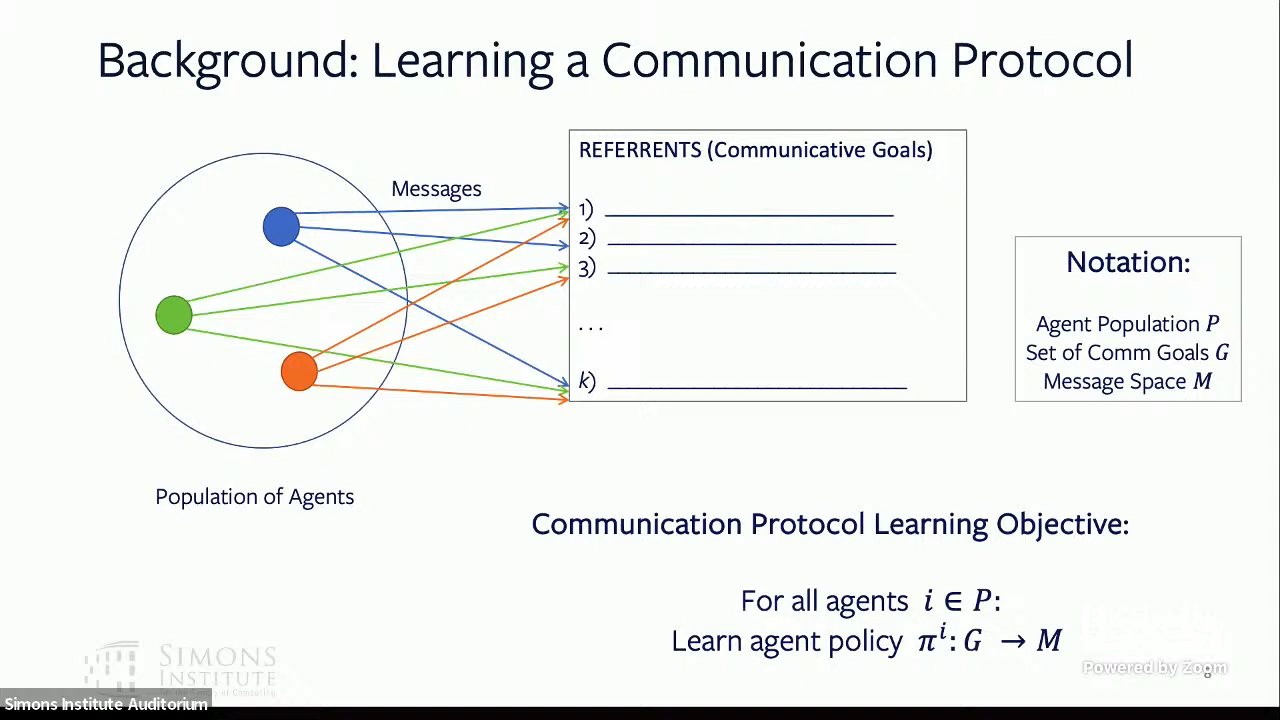 Background: Learning a Communication Protocol
REFERRENTS (Communicative Goals)
Messages
1)
2)
3)
...
k)
Notation:
Agent Population P
Set of Comm Goals G
Message Space M
Population of Agents
Communication Protocol Learning Objective:
For all agents i ∈ P:
Learn agent policy πⁱ: G → M
SIMONS
INSTITUTE
Powered by Zoom
8
Simons Institute Auditorium